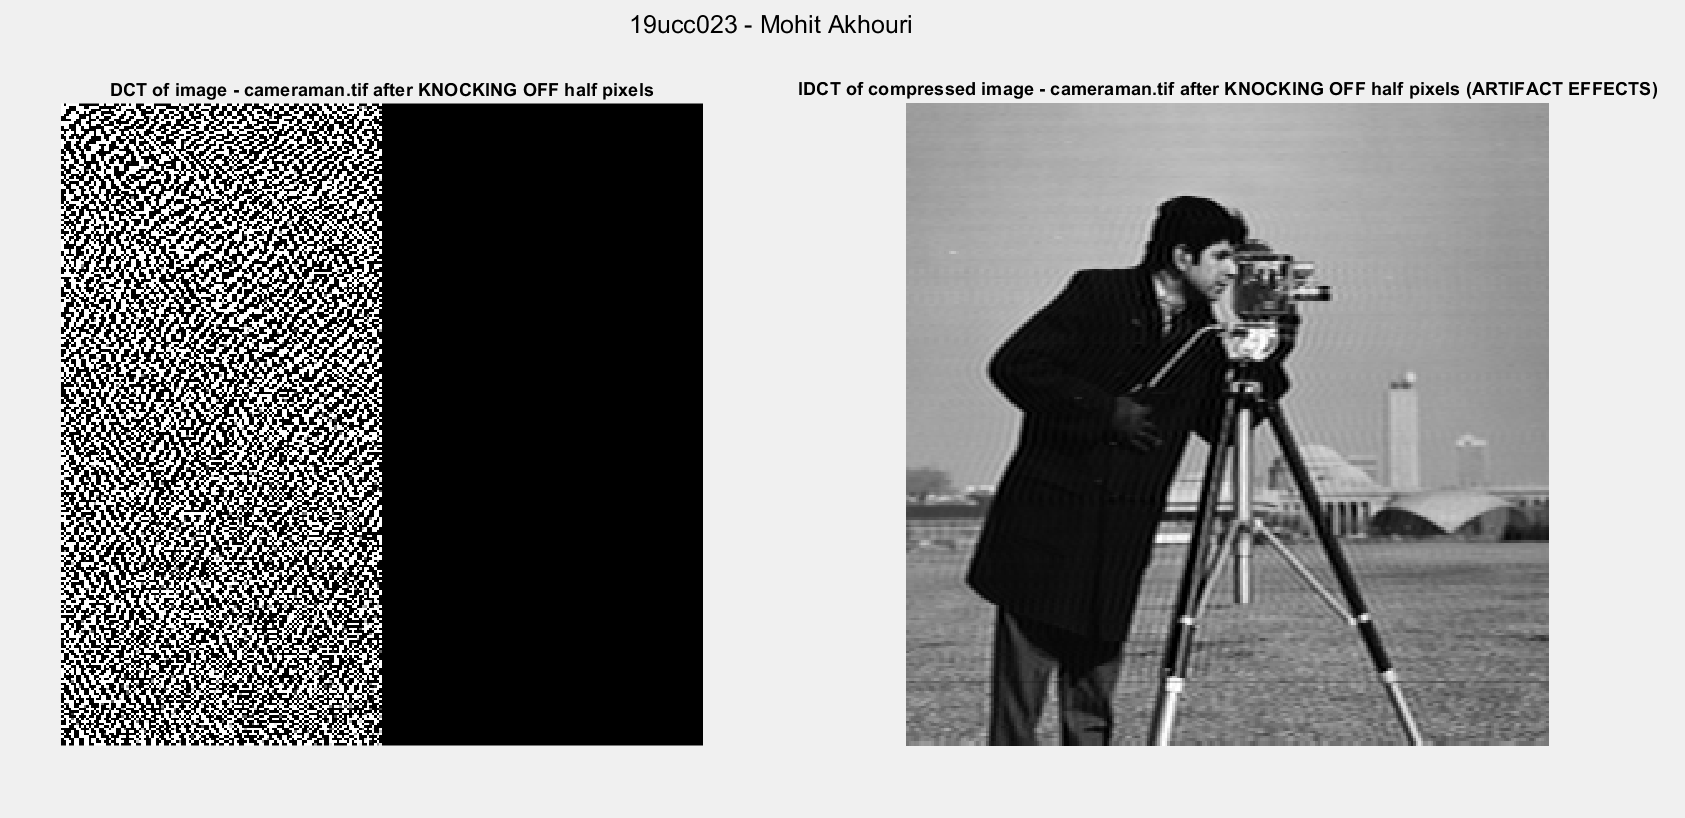 19ucc023 - Mohit Akhouri
DCT of image - cameraman.tif after KNOCKING OFF half pixels
IDCT of compressed image - cameraman.tif after KNOCKING OFF half pixels (ARTIFACT EFFECTS)